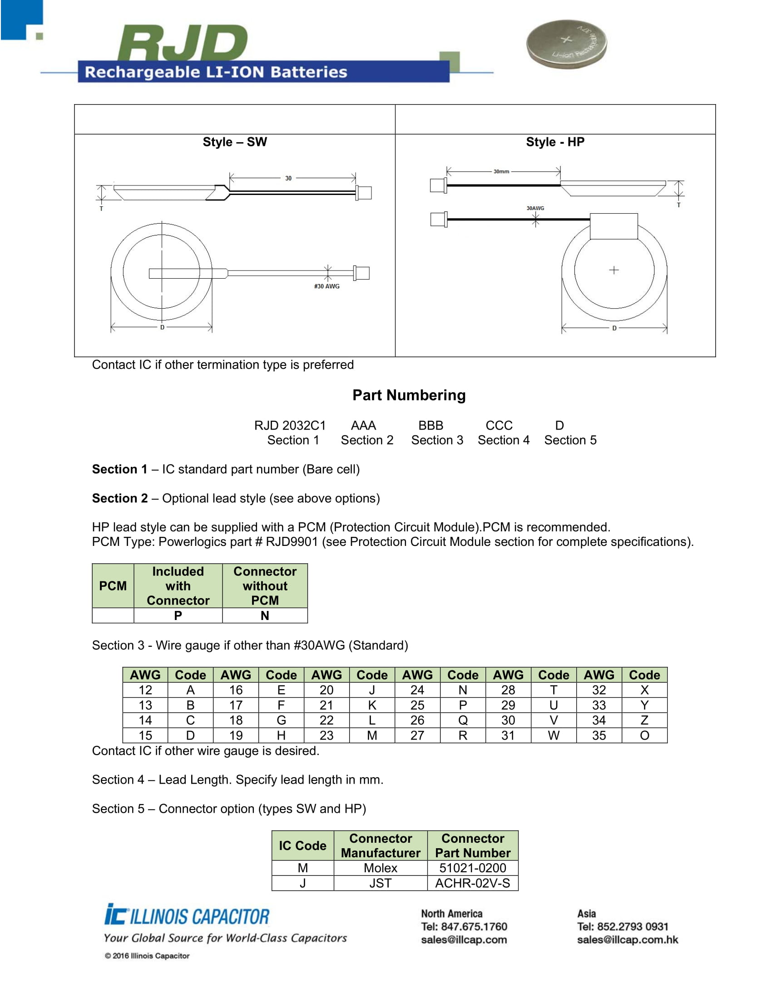 RJD
Rechargeable LI-ION Batteries
Li-ion Rechargeable 3.7V
Style – SW
Style - HP
30
T
#30 AWG
D
30mm
T
30AWG
D
Contact IC if other termination type is preferred
Part Numbering
RJD 2032C1 AAA BBB CCC D
Section 1 Section 2 Section 3 Section 4 Section 5
Section 1 – IC standard part number (Bare cell)
Section 2 – Optional lead style (see above options)
HP lead style can be supplied with a PCM (Protection Circuit Module).PCM is recommended.
PCM Type: Powerlogics part # RJD9901 (see Protection Circuit Module section for complete specifications).
PCM Included with Connector Connector without PCM
P N
Section 3 - Wire gauge if other than #30AWG (Standard)
AWG Code AWG Code AWG Code AWG Code AWG Code AWG Code
12 A 16 E 20 J 24 N 28 T 32 X
13 B 17 F 21 K 25 P 29 U 33 Y
14 C 18 G 22 L 26 Q 30 V 34 Z
15 D 19 H 23 M 27 R 31 W 35 O
Contact IC if other wire gauge is desired.
Section 4 – Lead Length. Specify lead length in mm.
Section 5 – Connector option (types SW and HP)
IC Code Connector Manufacturer Connector Part Number
M Molex 51021-0200
J JST ACHR-02V-S
ic ILLINOIS CAPACITOR
Your Global Source for World-Class Capacitors
© 2016 Illinois Capacitor
North America
Tel: 847.675.1760
sales@illcap.com
Asia
Tel: 852.2793 0931
sales@illcap.com.hk